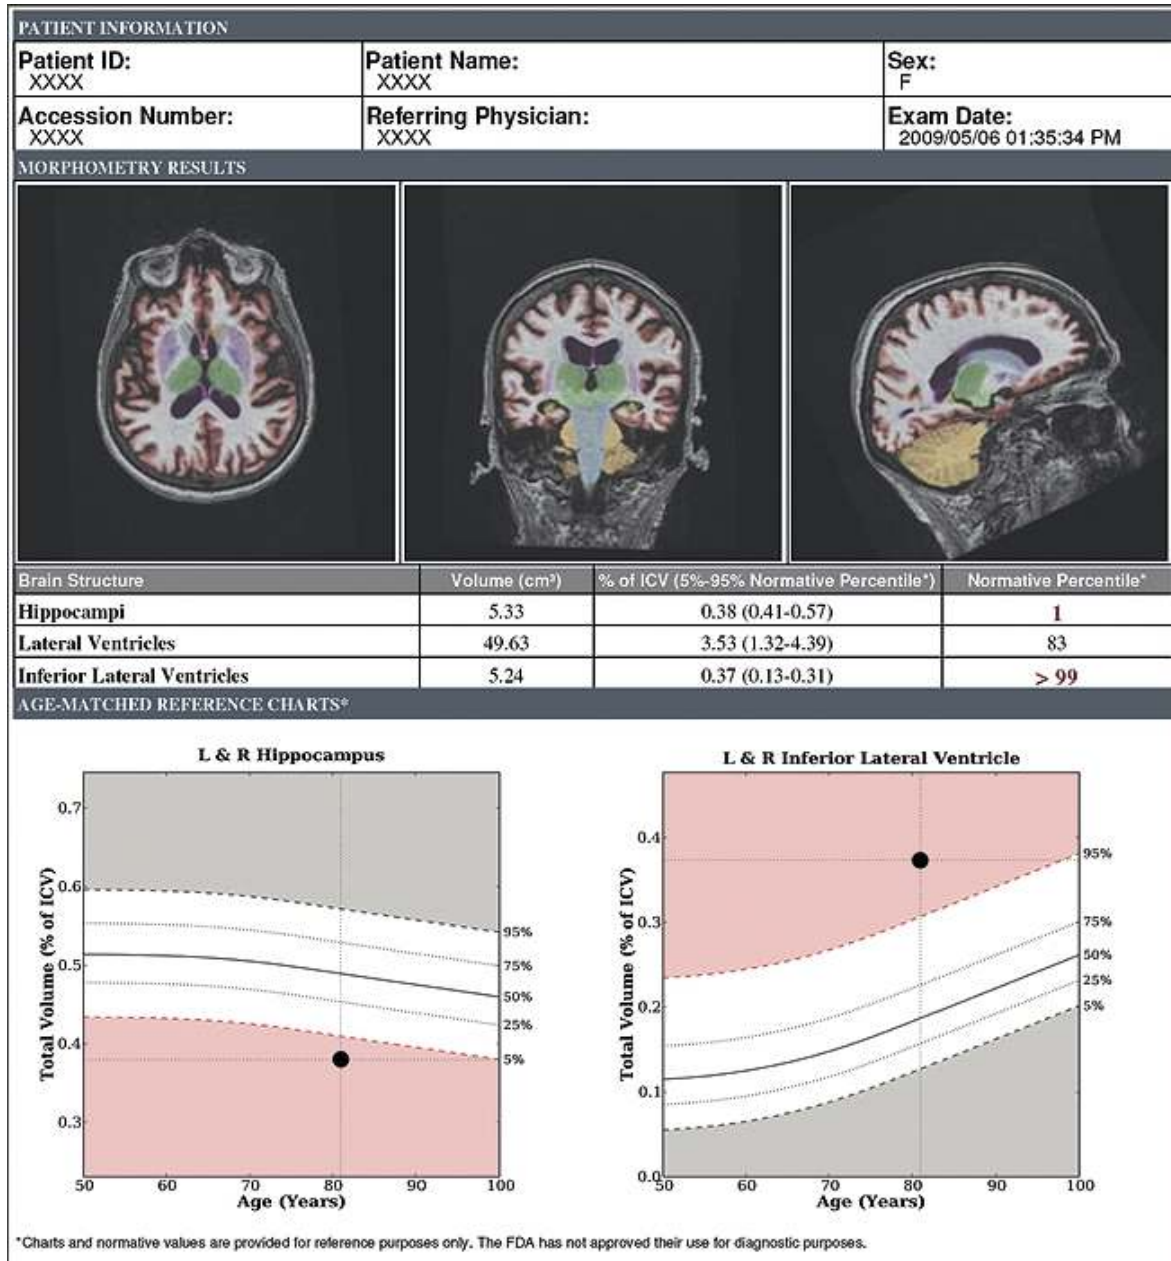 PATIENT INFORMATION
Patient ID: Patient Name: Sex:
XXXX XXXX F
Accession Number: Referring Physician: Exam Date:
XXXX XXXX 2009/05/06 01:35:34 PM
MORPHOMETRY RESULTS
Brain Structure Volume (cm³) % of ICV (5%-95% Normative Percentile*) Normative Percentile*
Hippocampi 5.33 0.38 (0.41-0.57) 1
Lateral Ventricles 49.63 3.53 (1.32-4.39) 83
Inferior Lateral Ventricles 5.24 0.37 (0.13-0.31) > 99
AGE-MATCHED REFERENCE CHARTS*
L & R Hippocampus
Total Volume (% of ICV)
0.7
0.6
0.5
0.4
0.3
95%
75%
50%
25%
5%
50 60 70 80 90 100
Age (Years)
L & R Inferior Lateral Ventricle
Total Volume (% of ICV)
0.4
0.3
0.2
0.1
0.0
95%
75%
50%
25%
5%
50 60 70 80 90 100
Age (Years)
*Charts and normative values are provided for reference purposes only. The FDA has not approved their use for diagnostic purposes.